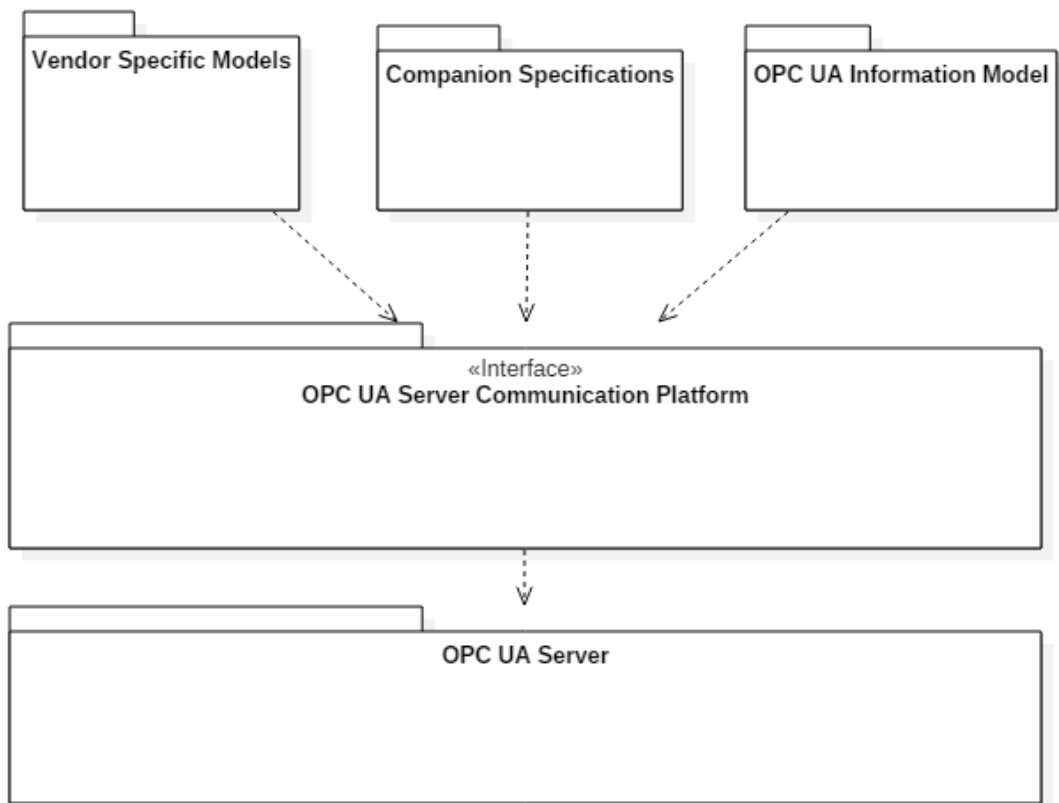 Vendor Specific Models
Companion Specifications
OPC UA Information Model
«Interface»
OPC UA Server Communication Platform
OPC UA Server